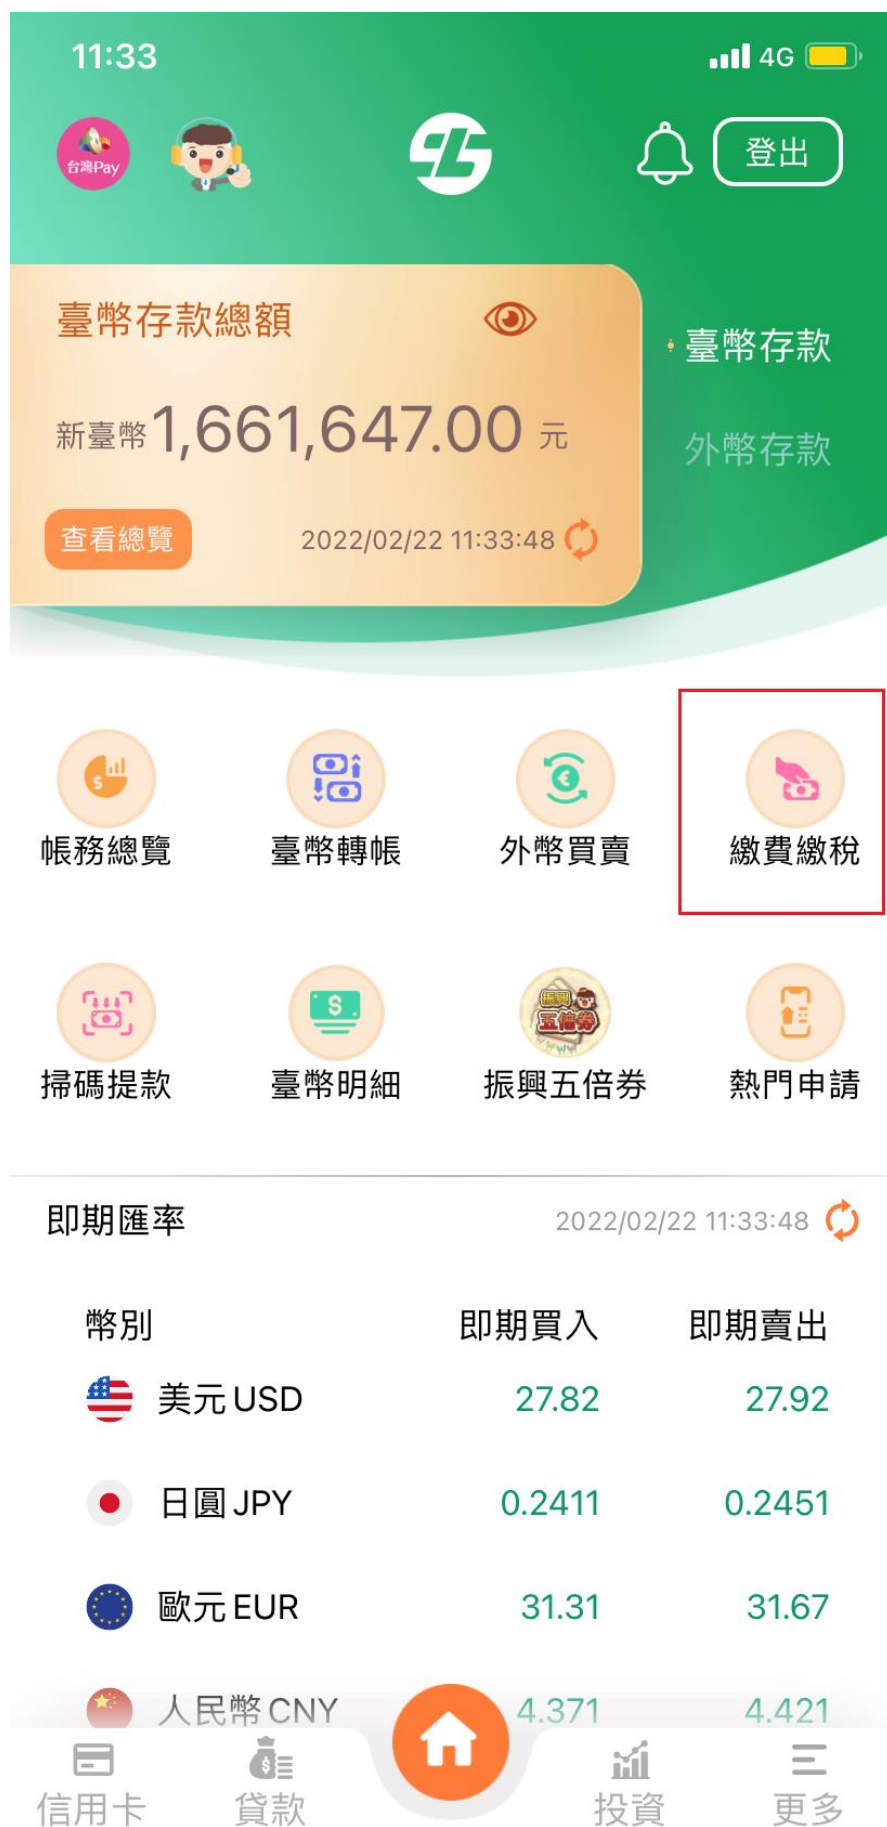 11:33
4G
台灣Pay
登出
臺幣存款總額
臺幣存款
新臺幣1,661,647.00 元
外幣存款
查看總覽
2022/02/22 11:33:48
帳務總覽
臺幣轉帳
外幣買賣
繳費繳稅
振興
五倍券
掃碼提款
臺幣明細
振興五倍券
熱門申請
即期匯率
2022/02/22 11:33:48
幣別 即期買入 即期賣出
美元 USD 27.82 27.92
日圓 JPY 0.2411 0.2451
歐元 EUR 31.31 31.67
人民幣 CNY 4.371 4.421
信用卡
貸款
投資
更多